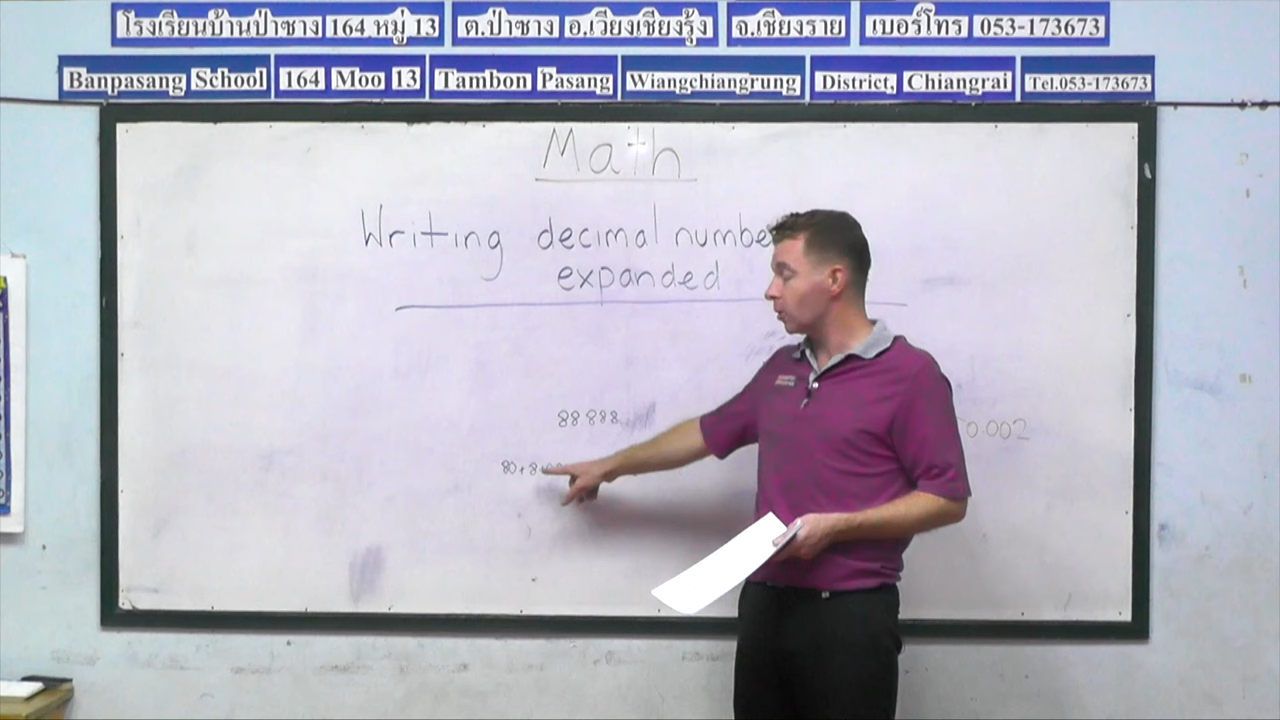 โรงเรียนบ้านป่าซาง 164 หมู่ 13 ต.ป่าซาง อ.เวียงเชียงรุ้ง จ.เชียงราย เบอร์โทร 053-173673
Banpasang School 164 Moo 13 Tambon Pasang Wiangchiangrung District, Chiangrai Tel.053-173673
Math
Writing decimal numbe
expanded
88 888
0.002
80 + 8